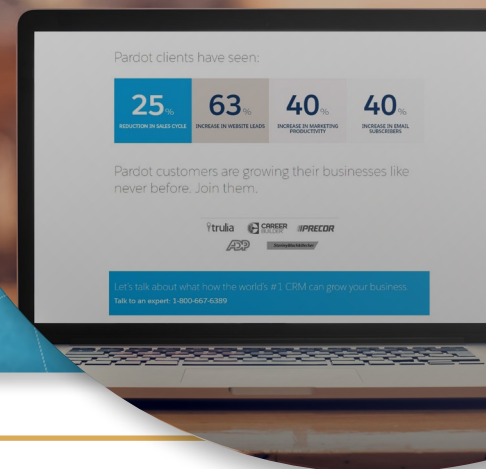 Pardot clients have seen:
25% 63% 40% 40%
REDUCTION IN SALES CYCLE INCREASE IN WEBSITE LEADS INCREASE IN MARKETING INCREASE IN EMAIL
PRODUCTIVITY SUBSCRIBERS
Pardot customers are growing their businesses like
never before. Join them.
trulia CAREER BUILDER PRECOR
ADP StanleyBlack&Decker
Let's talk about what how the world's #1 CRM can grow your business.
Talk to an expert: 1-800-667-6389